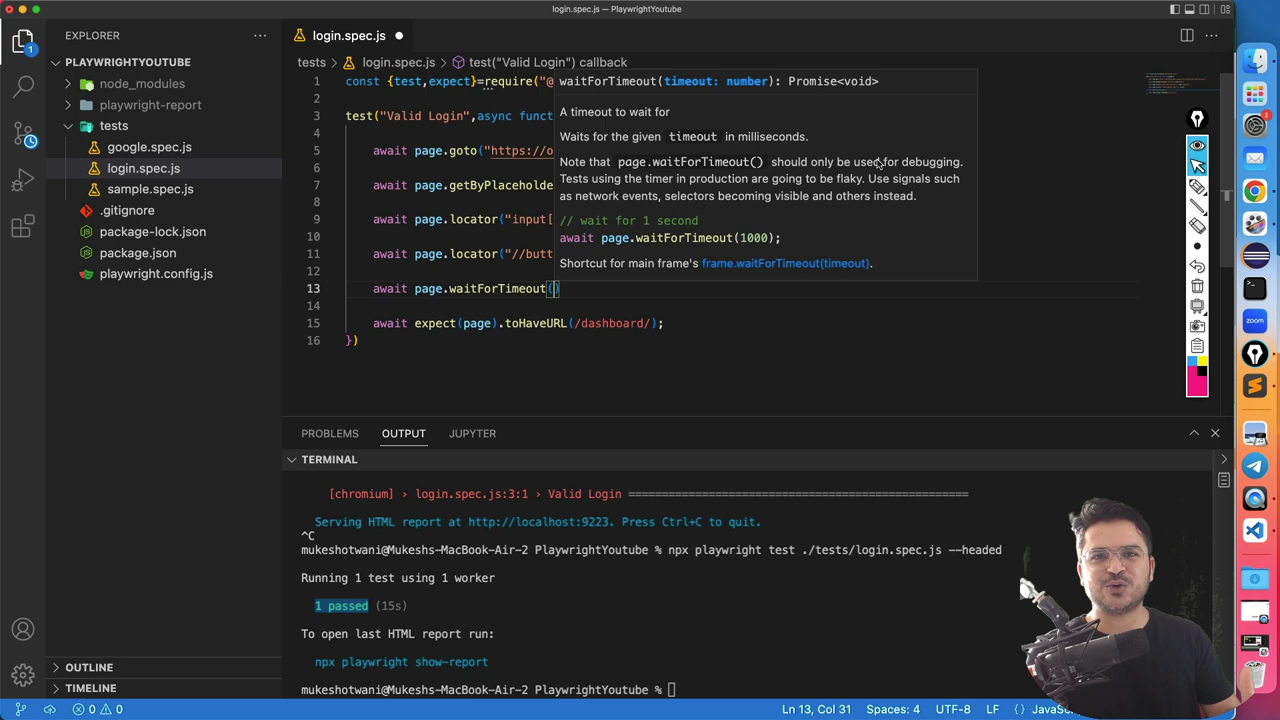 login.spec.js — PlaywrightYoutube
EXPLORER
login.spec.js
1
PLAYWRIGHTYOUTUBE
node_modules
playwright-report
tests
google.spec.js
login.spec.js
sample.spec.js
.gitignore
package-lock.json
package.json
playwright.config.js
OUTLINE
TIMELINE
tests > login.spec.js > test("Valid Login") callback
1 const {test,expect}=require("@
2
3 test("Valid Login",async funct
4
5 await page.goto("https://o
6
7 await page.getByPlaceholde
8
9 await page.locator("input[
10
11 await page.locator("//butt
12
13 await page.waitForTimeout()
14
15 await expect(page).toHaveURL(/dashboard/);
16 })
waitForTimeout(timeout: number): Promise<void>
A timeout to wait for
Waits for the given timeout in milliseconds.
Note that page.waitForTimeout() should only be used for debugging.
Tests using the timer in production are going to be flaky. Use signals such
as network events, selectors becoming visible and others instead.
// wait for 1 second
await page.waitForTimeout(1000);
Shortcut for main frame's frame.waitForTimeout(timeout).
PROBLEMS OUTPUT JUPYTER
TERMINAL
[chromium] › login.spec.js:3:1 › Valid Login ================================================
Serving HTML report at http://localhost:9223. Press Ctrl+C to quit.
^C
mukeshotwani@Mukeshs-MacBook-Air-2 PlaywrightYoutube % npx playwright test ./tests/login.spec.js --headed
Running 1 test using 1 worker
1 passed (15s)
To open last HTML report run:
npx playwright show-report
mukeshotwani@Mukeshs-MacBook-Air-2 PlaywrightYoutube %
0 0
Ln 13, Col 31 Spaces: 4 UTF-8 LF {} JavaSc
2
zoom